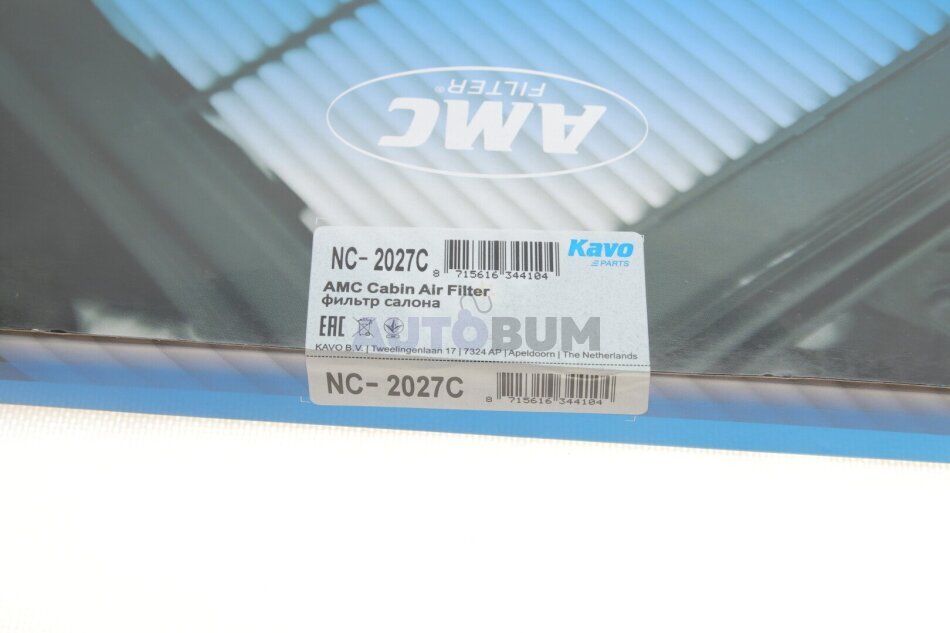 AMC
FILTER®
NC- 2027C
8 715616 344104
Kavo
PARTS
AMC Cabin Air Filter
фильтр салона
EAC
AUTOBUM
KAVO B.V. | Tweelingenlaan 17 | 7324 AP | Apeldoorn | The Netherlands
NC- 2027C
8 715616 344104